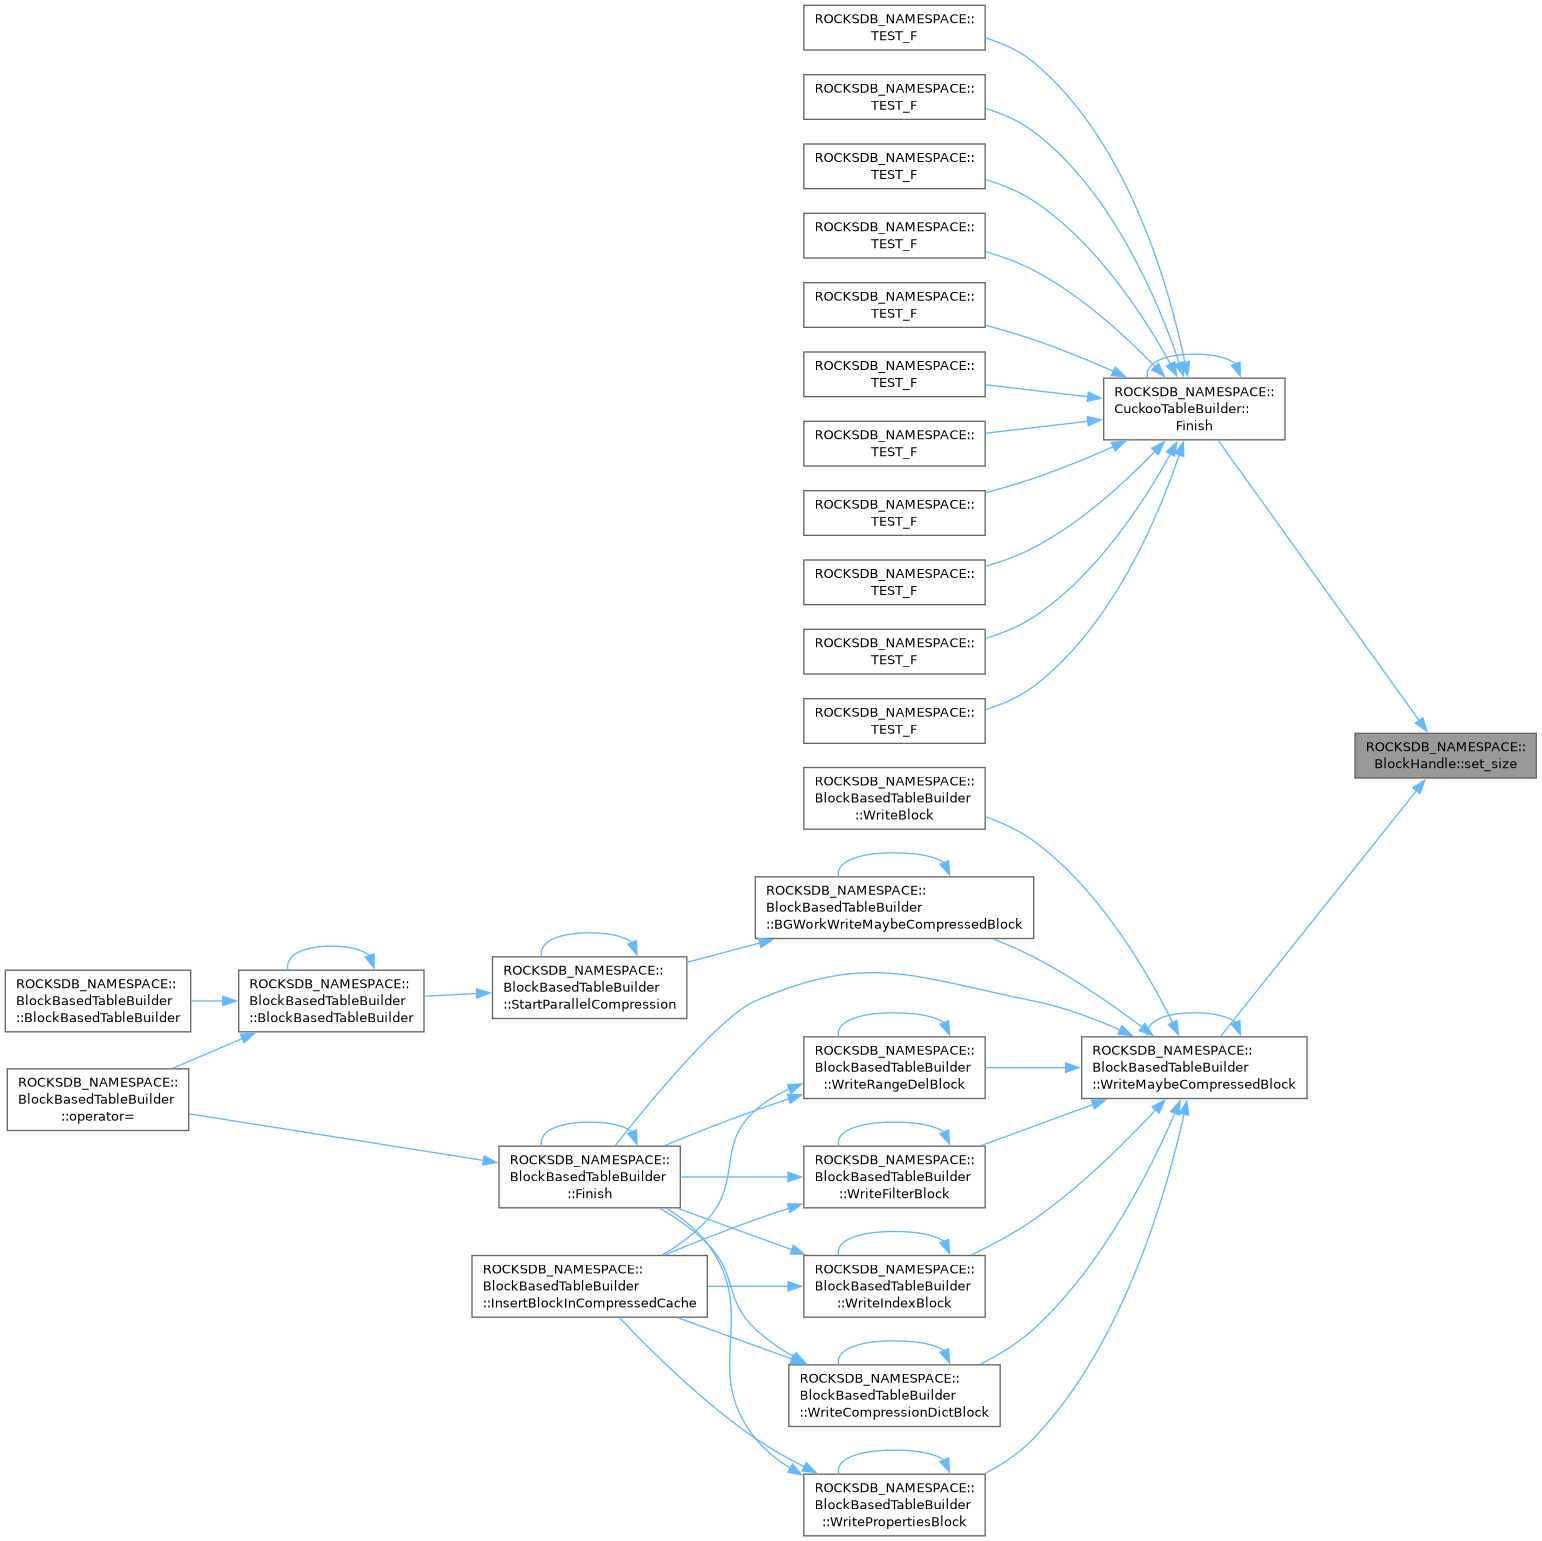 ROCKSDB_NAMESPACE::
TEST_F
ROCKSDB_NAMESPACE::
TEST_F
ROCKSDB_NAMESPACE::
TEST_F
ROCKSDB_NAMESPACE::
TEST_F
ROCKSDB_NAMESPACE::
TEST_F
ROCKSDB_NAMESPACE::
TEST_F
ROCKSDB_NAMESPACE::
CuckooTableBuilder::
Finish
ROCKSDB_NAMESPACE::
TEST_F
ROCKSDB_NAMESPACE::
TEST_F
ROCKSDB_NAMESPACE::
TEST_F
ROCKSDB_NAMESPACE::
TEST_F
ROCKSDB_NAMESPACE::
TEST_F
ROCKSDB_NAMESPACE::
BlockHandle::set_size
ROCKSDB_NAMESPACE::
BlockBasedTableBuilder
::WriteBlock
ROCKSDB_NAMESPACE::
BlockBasedTableBuilder
::BGWorkWriteMaybeCompressedBlock
ROCKSDB_NAMESPACE::
BlockBasedTableBuilder
::StartParallelCompression
ROCKSDB_NAMESPACE::
BlockBasedTableBuilder
::BlockBasedTableBuilder
ROCKSDB_NAMESPACE::
BlockBasedTableBuilder
::BlockBasedTableBuilder
ROCKSDB_NAMESPACE::
BlockBasedTableBuilder
::WriteRangeDelBlock
ROCKSDB_NAMESPACE::
BlockBasedTableBuilder
::WriteMaybeCompressedBlock
ROCKSDB_NAMESPACE::
BlockBasedTableBuilder
::operator=
ROCKSDB_NAMESPACE::
BlockBasedTableBuilder
::Finish
ROCKSDB_NAMESPACE::
BlockBasedTableBuilder
::WriteFilterBlock
ROCKSDB_NAMESPACE::
BlockBasedTableBuilder
::InsertBlockInCompressedCache
ROCKSDB_NAMESPACE::
BlockBasedTableBuilder
::WriteIndexBlock
ROCKSDB_NAMESPACE::
BlockBasedTableBuilder
::WriteCompressionDictBlock
ROCKSDB_NAMESPACE::
BlockBasedTableBuilder
::WritePropertiesBlock